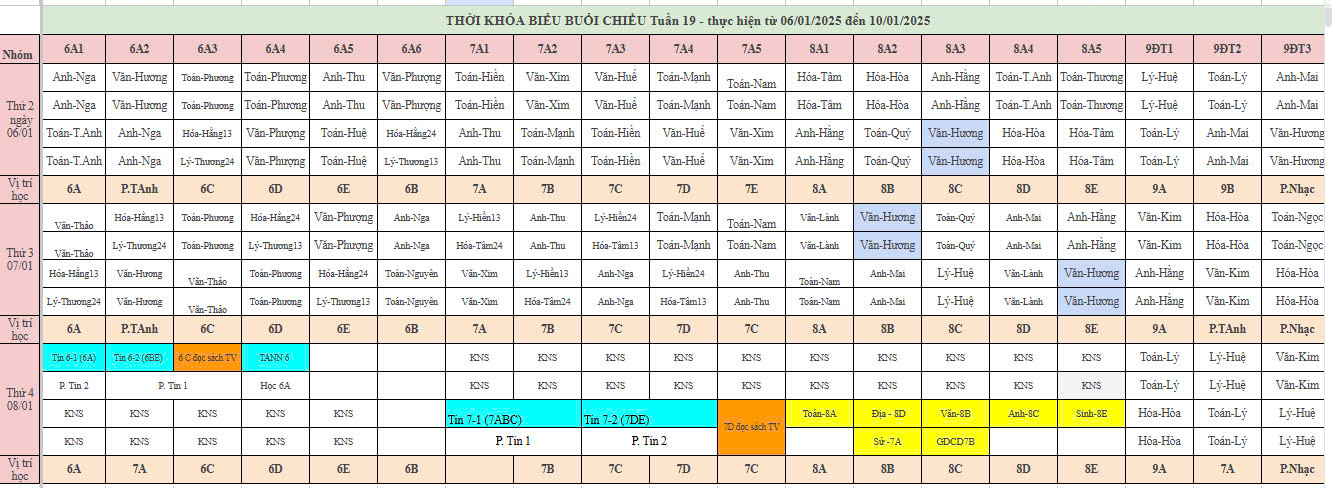 THỜI KHÓA BIỂU BUỔI CHIỀU Tuần 19 - thực hiện từ 06/01/2025 đến 10/01/2025
Nhóm 6A1 6A2 6A3 6A4 6A5 6A6 7A1 7A2 7A3 7A4 7A5 8A1 8A2 8A3 8A4 8A5 9ĐT1 9ĐT2 9ĐT3
Thứ 2 ngày 06/01
Anh-Nga Văn-Hương Toán-Phương Toán-Phương Anh-Thu Văn-Phượng Toán-Hiền Văn-Xim Văn-Huế Toán-Mạnh Toán-Nam Hóa-Tâm Hóa-Hòa Anh-Hằng Toán-T.Anh Toán-Thương Lý-Huệ Toán-Lý Anh-Mai
Anh-Nga Văn-Hương Toán-Phương Toán-Phương Anh-Thu Văn-Phượng Toán-Hiền Văn-Xim Văn-Huế Toán-Mạnh Toán-Nam Hóa-Tâm Hóa-Hòa Anh-Hằng Toán-T.Anh Toán-Thương Lý-Huệ Toán-Lý Anh-Mai
Toán-T.Anh Anh-Nga Hóa-Hằng13 Văn-Phượng Toán-Huệ Hóa-Hằng24 Anh-Thu Toán-Mạnh Toán-Hiền Văn-Huế Văn-Xim Anh-Hằng Toán-Quý Văn-Hương Hóa-Hòa Hóa-Tâm Toán-Lý Anh-Mai Văn-Hương
Toán-T.Anh Anh-Nga Lý-Thương24 Văn-Phượng Toán-Huệ Lý-Thương13 Anh-Thu Toán-Mạnh Toán-Hiền Văn-Huế Văn-Xim Anh-Hằng Toán-Quý Văn-Hương Hóa-Hòa Hóa-Tâm Toán-Lý Anh-Mai Văn-Hương
Vị trí học 6A P.TAnh 6C 6D 6E 6B 7A 7B 7C 7D 7E 8A 8B 8C 8D 8E 9A 9B P.Nhạc
Thứ 3 07/01
Văn-Thảo Hóa-Hằng13 Toán-Phương Hóa-Hằng24 Văn-Phượng Anh-Nga Lý-Hiền13 Anh-Thu Lý-Hiền24 Toán-Mạnh Toán-Nam Văn-Lành Văn-Hương Toán-Quý Anh-Mai Anh-Hằng Văn-Kim Hóa-Hòa Toán-Ngọc
Văn-Thảo Lý-Thương24 Toán-Phương Lý-Thương13 Văn-Phượng Anh-Nga Hóa-Tâm24 Anh-Thu Hóa-Tâm13 Toán-Mạnh Toán-Nam Văn-Lành Văn-Hương Toán-Quý Anh-Mai Anh-Hằng Văn-Kim Hóa-Hòa Toán-Ngọc
Hóa-Hằng13 Văn-Hương Văn-Thảo Toán-Phương Hóa-Hằng24 Toán-Nguyên Văn-Xim Lý-Hiền13 Anh-Nga Lý-Hiền24 Anh-Thu Toán-Nam Anh-Mai Lý-Huệ Văn-Lành Văn-Hương Anh-Hằng Văn-Kim Hóa-Hòa
Lý-Thương24 Văn-Hương Văn-Thảo Toán-Phương Lý-Thương13 Toán-Nguyên Văn-Xim Hóa-Tâm24 Anh-Nga Hóa-Tâm13 Anh-Thu Toán-Nam Anh-Mai Lý-Huệ Văn-Lành Văn-Hương Anh-Hằng Văn-Kim Hóa-Hòa
Vị trí học 6A P.TAnh 6C 6D 6E 6B 7A 7B 7C 7D 7C 8A 8B 8C 8D 8E 9A P.TAnh P.Nhạc
Thứ 4 08/01
Tin 6-1 (6A) Tin 6-2 (6BE) 6 C đọc sách TV TANN 6 KNS KNS KNS KNS KNS KNS KNS KNS KNS KNS Toán-Lý Lý-Huệ Văn-Kim
P. Tin 2 P. Tin 1 Học 6A KNS KNS KNS KNS KNS KNS KNS KNS KNS KNS Toán-Lý Lý-Huệ Văn-Kim
KNS KNS KNS KNS KNS Tin 7-1 (7ABC) Tin 7-2 (7DE) 7D đọc sách TV Toán-8A Địa - 8D Văn-8B Anh-8C Sinh-8E Hóa-Hòa Toán-Lý Lý-Huệ
KNS KNS KNS KNS KNS P. Tin 1 P. Tin 2 Sử -7A GDCD7B Hóa-Hòa Toán-Lý Lý-Huệ
Vị trí học 6A 7A 6C 6D 6E 6B 7B 7C 7D 7C 8A 8B 8C 8D 8E 9A 7A P.Nhạc